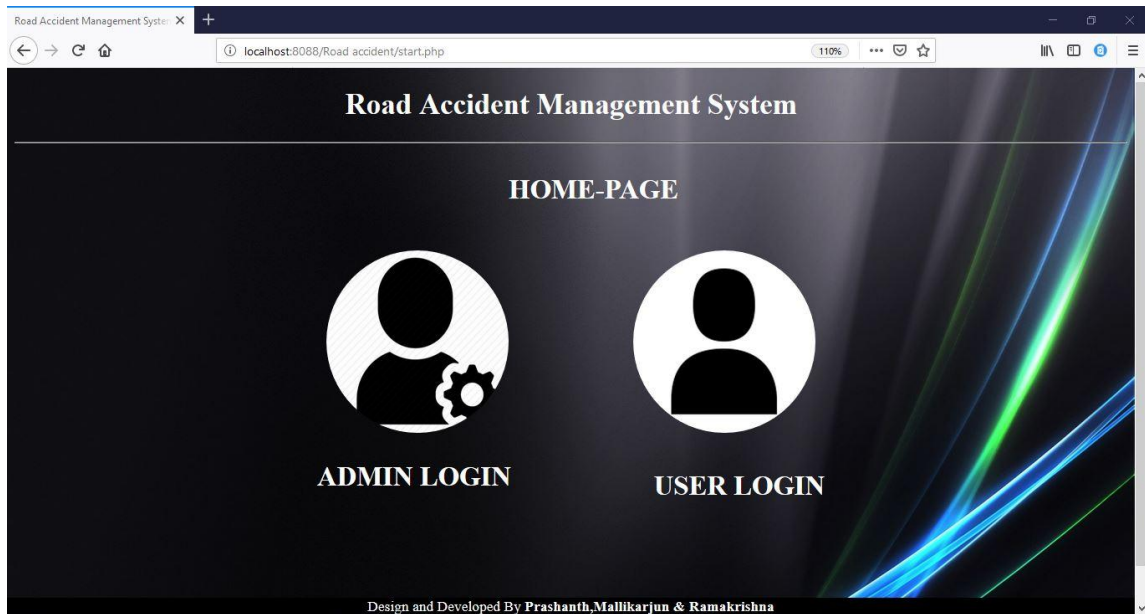 Road Accident Management System
localhost:8088/Road accident/start.php
110%
Road Accident Management System
HOME-PAGE
ADMIN LOGIN
USER LOGIN
Design and Developed By Prashanth,Mallikarjun & Ramakrishna